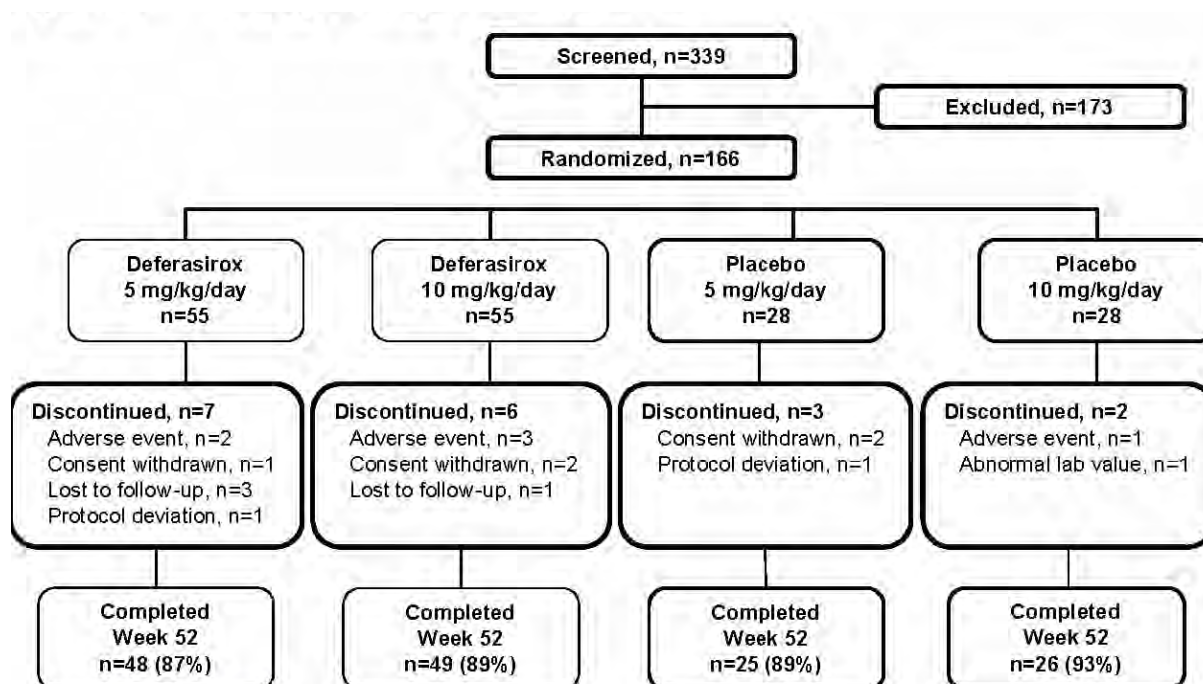 Screened, n=339
Excluded, n=173
Randomized, n=166
Deferasirox
5 mg/kg/day
n=55
Deferasirox
10 mg/kg/day
n=55
Placebo
5 mg/kg/day
n=28
Placebo
10 mg/kg/day
n=28
Discontinued, n=7
Adverse event, n=2
Consent withdrawn, n=1
Lost to follow-up, n=3
Protocol deviation, n=1
Discontinued, n=6
Adverse event, n=3
Consent withdrawn, n=2
Lost to follow-up, n=1
Discontinued, n=3
Consent withdrawn, n=2
Protocol deviation, n=1
Discontinued, n=2
Adverse event, n=1
Abnormal lab value, n=1
Completed
Week 52
n=48 (87%)
Completed
Week 52
n=49 (89%)
Completed
Week 52
n=25 (89%)
Completed
Week 52
n=26 (93%)